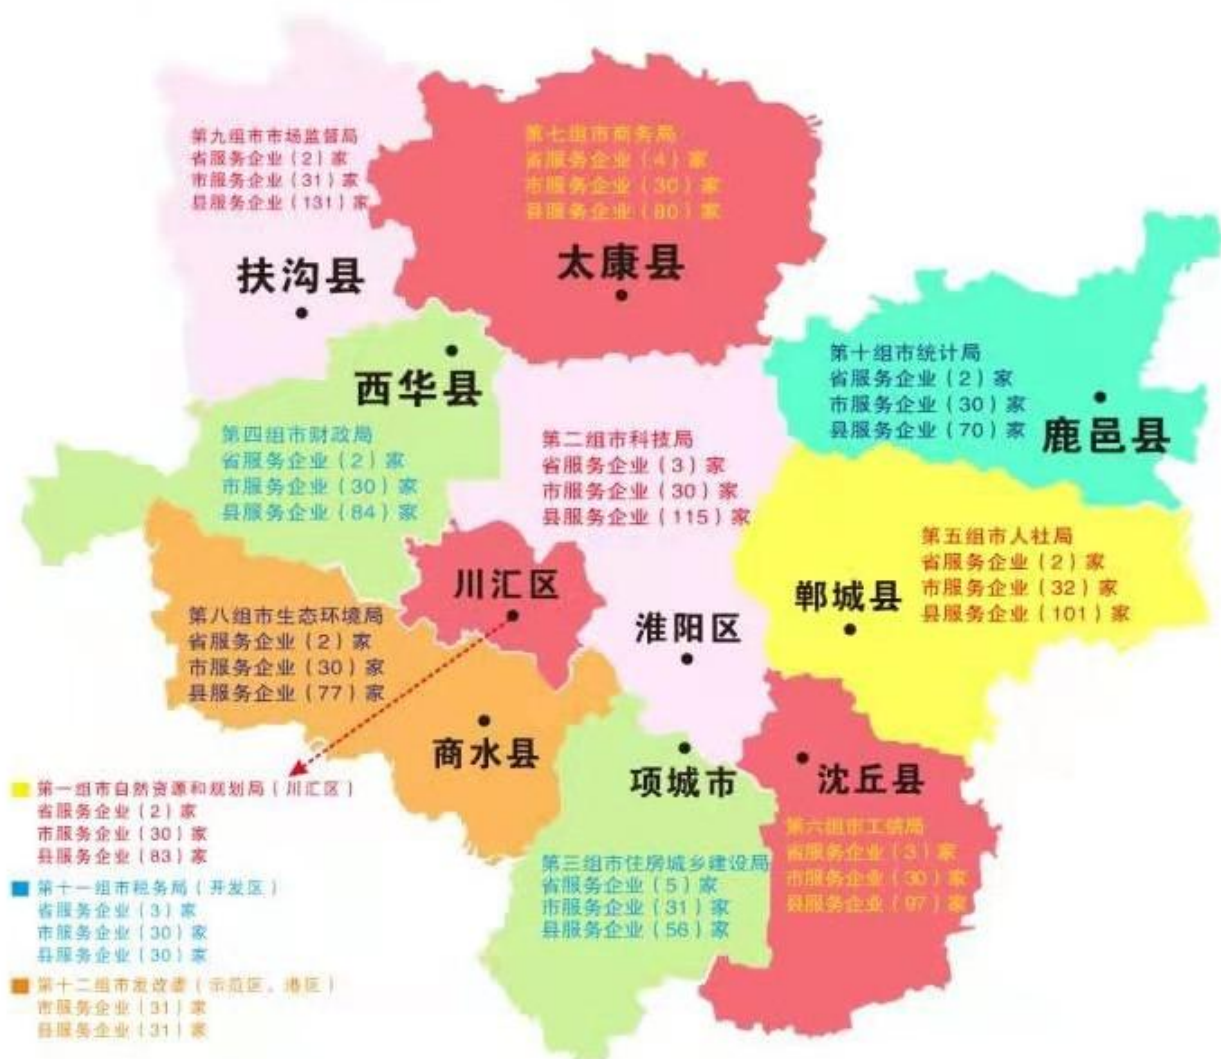 第九组市市场监督局
省服务企业(2)家
市服务企业(31)家
县服务企业(131)家
扶沟县
第七组市商务局
省服务企业(4)家
市服务企业(30)家
县服务企业(80)家
太康县
西华县
第四组市财政局
省服务企业(2)家
市服务企业(30)家
县服务企业(84)家
第二组市科技局
省服务企业(3)家
市服务企业(30)家
县服务企业(115)家
淮阳区
第十组市统计局
省服务企业(2)家
市服务企业(30)家
县服务企业(70)家
鹿邑县
第五组市人社局
省服务企业(2)家
市服务企业(32)家
县服务企业(101)家
郸城县
川汇区
第八组市生态环境局
省服务企业(2)家
市服务企业(30)家
县服务企业(77)家
商水县
项城市
第三组市住房城乡建设局
省服务企业(5)家
市服务企业(31)家
县服务企业(56)家
沈丘县
第六组市工信局
省服务企业(3)家
市服务企业(30)家
县服务企业(97)家
第一组市自然资源和规划局(川汇区)
省服务企业(2)家
市服务企业(30)家
县服务企业(83)家
第十一组市税务局(开发区)
省服务企业(3)家
市服务企业(30)家
县服务企业(30)家
第十二组市发改委(示范区、港区)
市服务企业(31)家
县服务企业(31)家